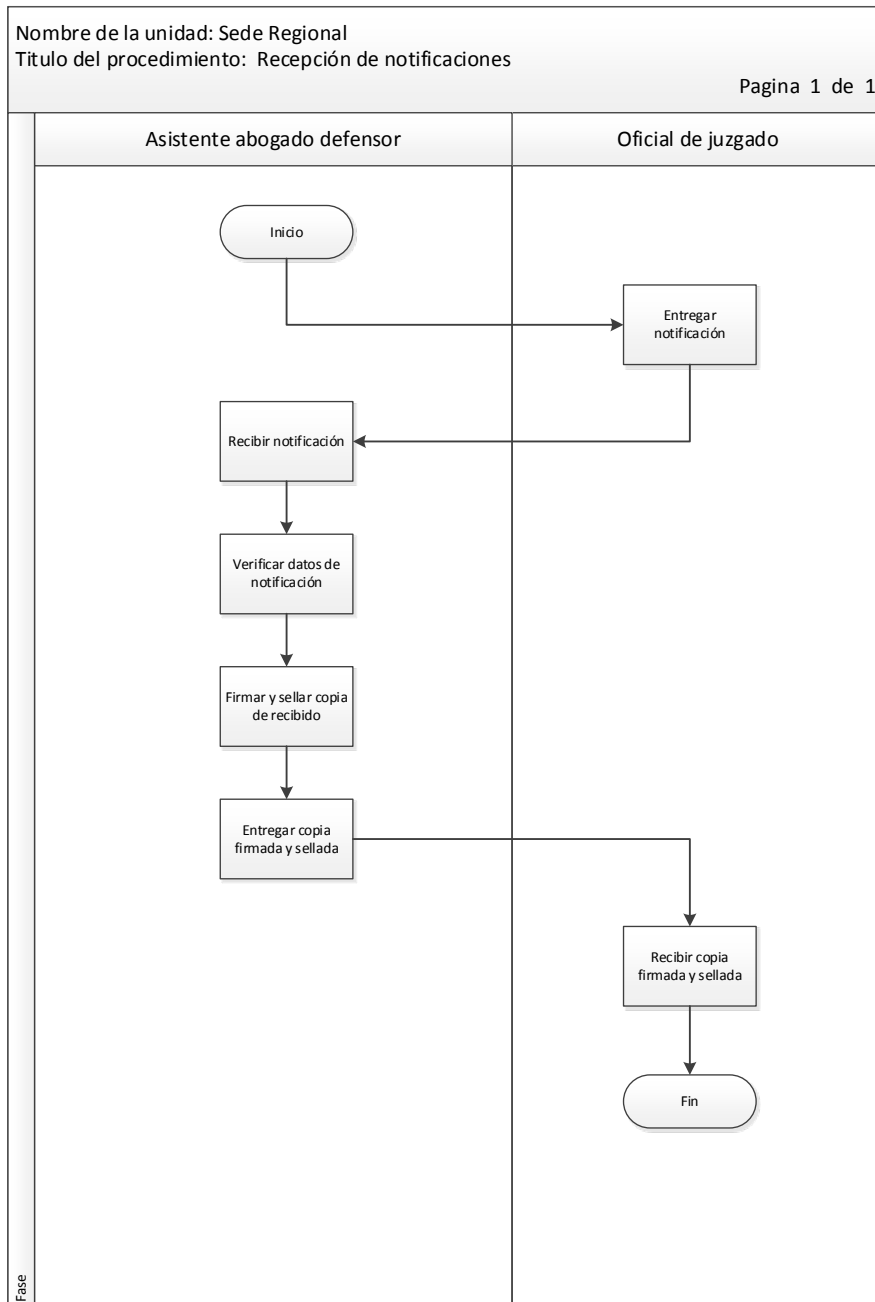 Nombre de la unidad: Sede Regional
Titulo del procedimiento: Recepción de notificaciones
Pagina 1 de 1
Asistente abogado defensor
Oficial de juzgado
Inicio
Entregar
notificación
Recibir notificación
Verificar datos de
notificación
Firmar y sellar copia
de recibido
Entregar copia
firmada y sellada
Recibir copia
firmada y sellada
Fin
Fase